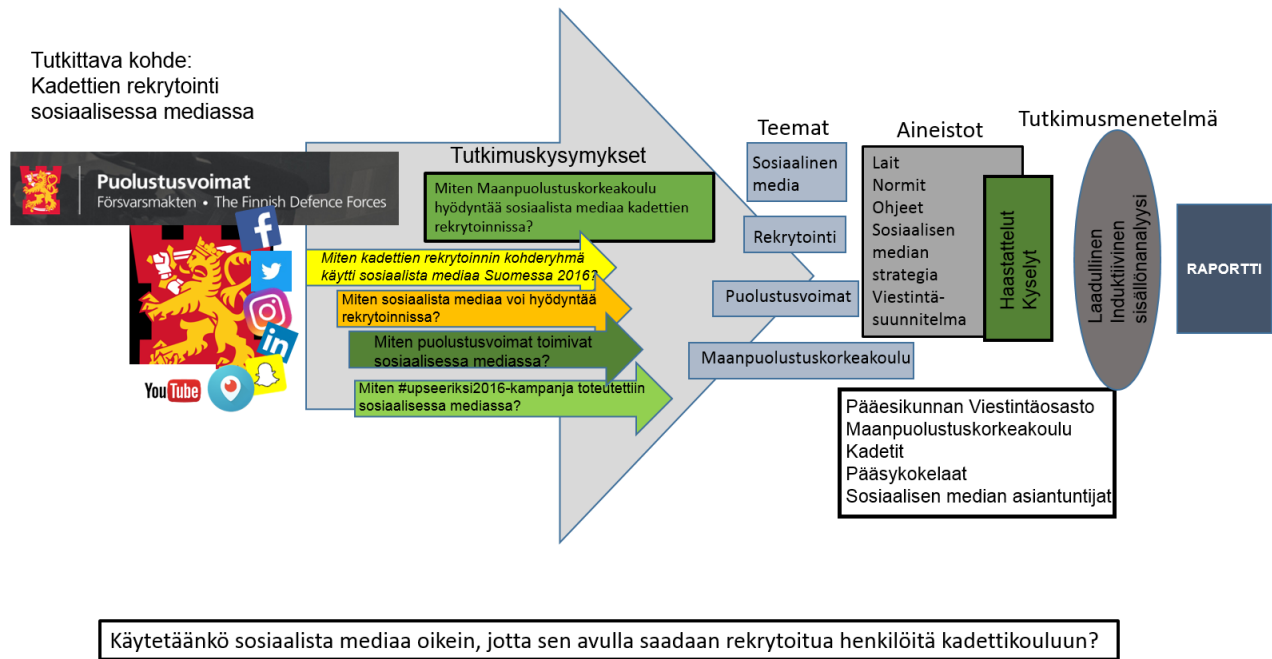 Tutkittava kohde:
Kadettien rekrytointi
sosiaalisessa mediassa
Puolustusvoimat
Försvarsmakten • The Finnish Defence Forces
You Tube
in
Tutkimuskysymykset
Miten Maanpuolustuskorkeakoulu
hyödyntää sosiaalista mediaa kadettien
rekrytoinnissa?
Miten kadettien rekrytoinnin kohderyhmä
käytti sosiaalista mediaa Suomessa 2016?
Miten sosiaalista mediaa voi hyödyntää
rekrytoinnissa?
Miten puolustusvoimat toimivat
sosiaalisessa mediassa?
Miten #upseeriksi2016-kampanja toteutettiin
sosiaalisessa mediassa?
Teemat
Sosiaalinen
media
Rekrytointi
Puolustusvoimat
Maanpuolustuskorkeakoulu
Aineistot
Lait
Normit
Ohjeet
Sosiaalisen
median
strategia
Viestintä-
suunnitelma
Haastattelut
Kyselyt
Tutkimusmenetelmä
Laadullinen
Induktiivinen
sisällönanalyysi
RAPORTTI
Pääesikunnan Viestintäosasto
Maanpuolustuskorkeakoulu
Kadetit
Pääsykokelaat
Sosiaalisen median asiantuntijat
Käytetäänkö sosiaalista mediaa oikein, jotta sen avulla saadaan rekrytoitua henkilöitä kadettikouluun?